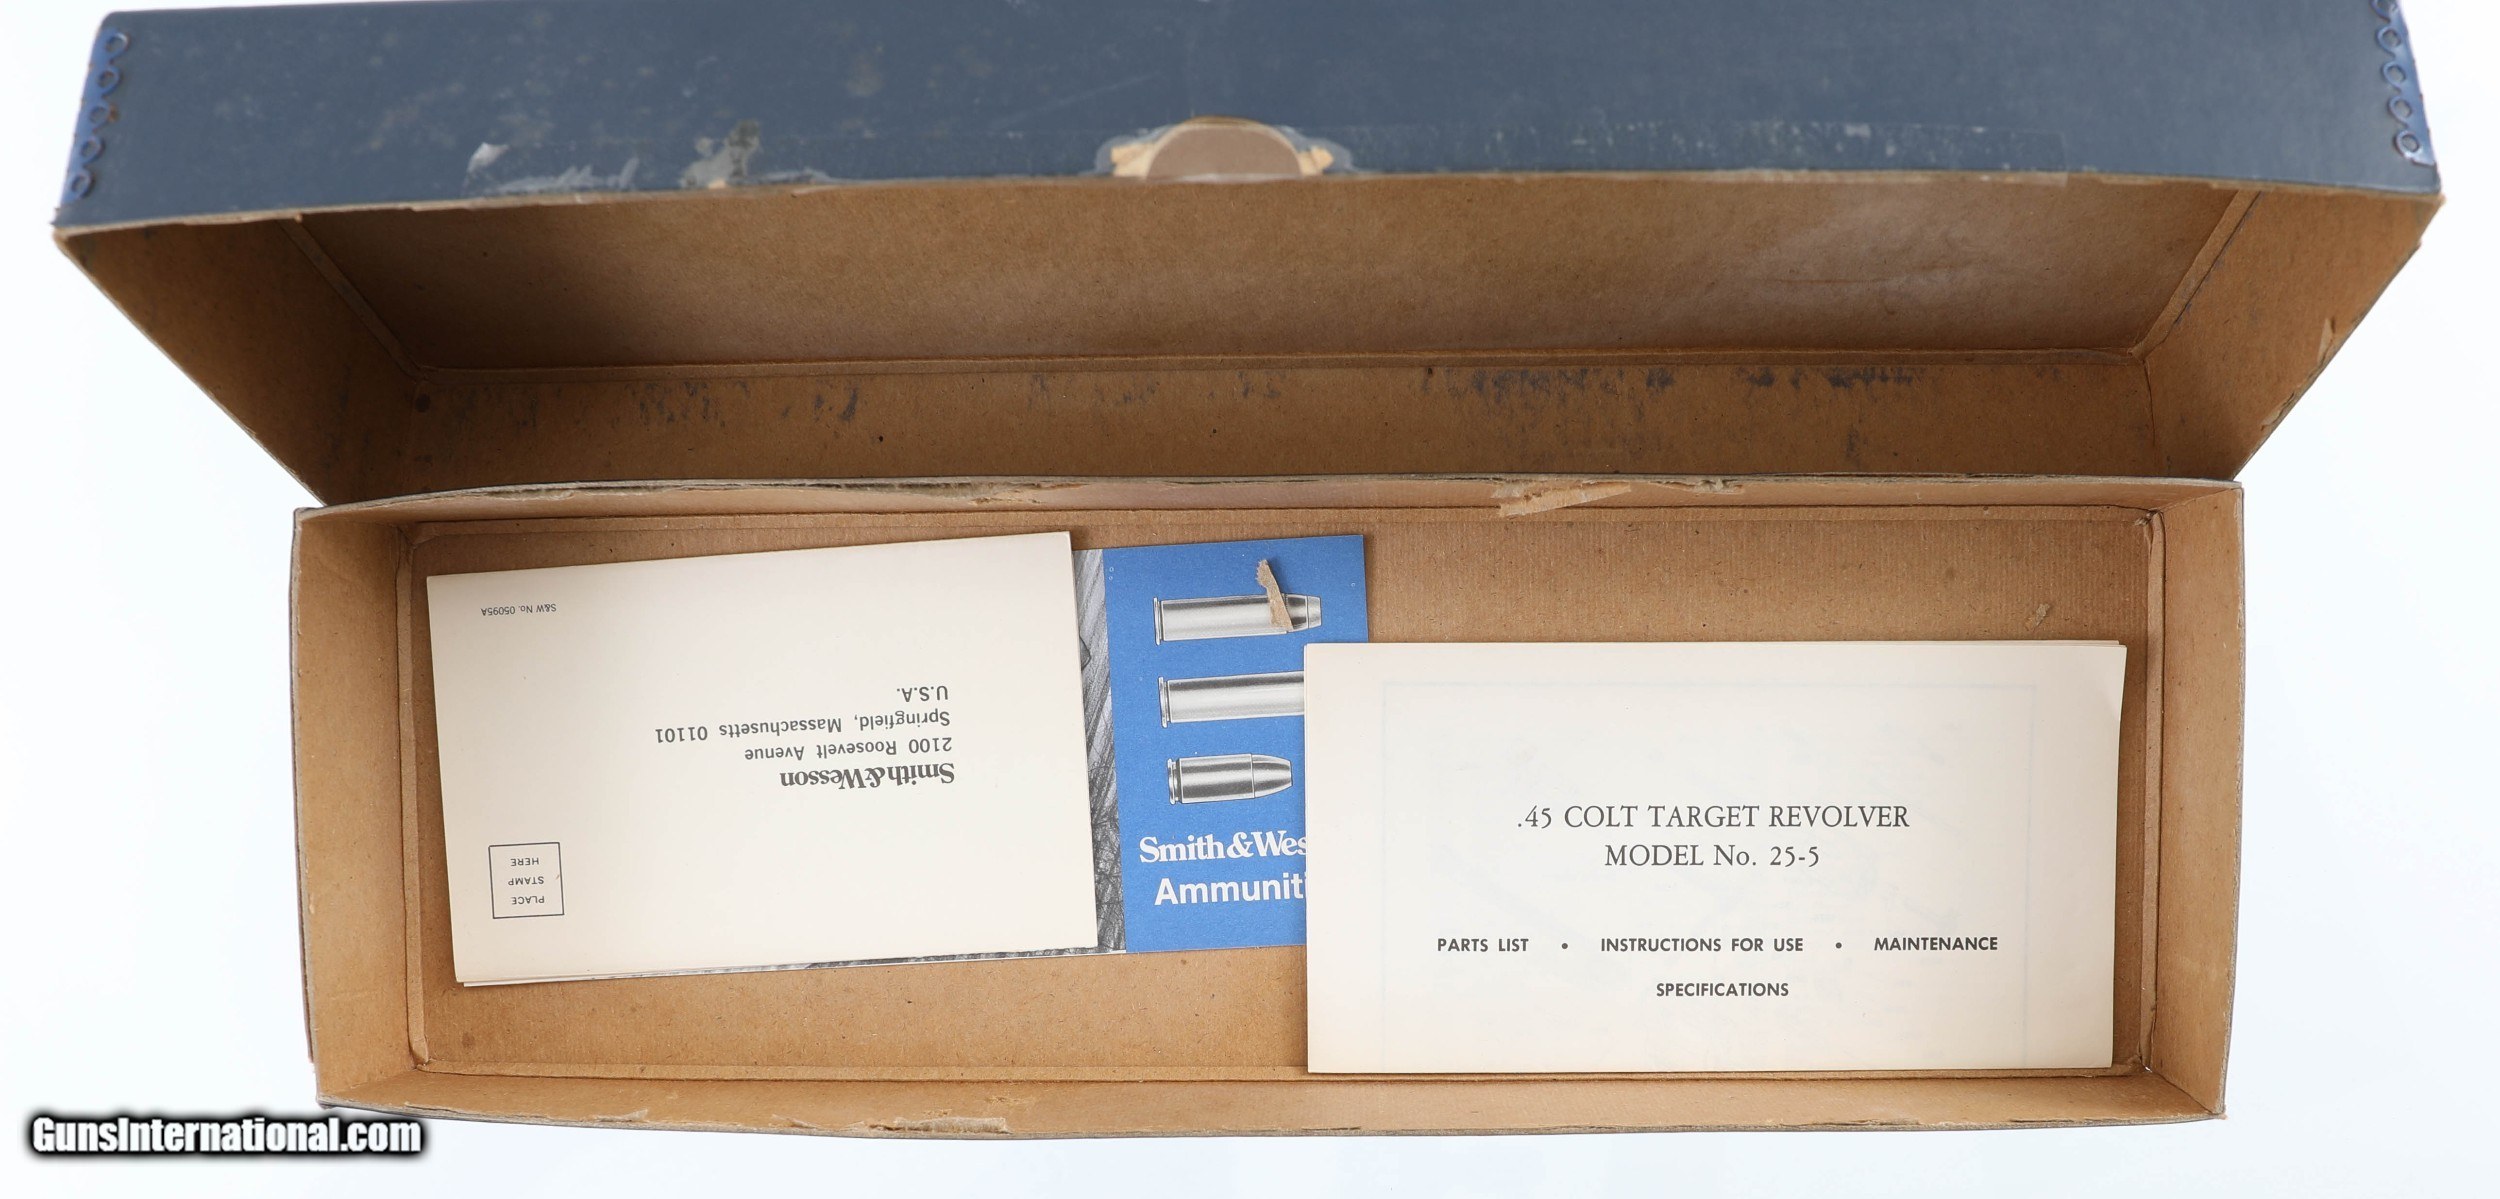 S&W No. 05095A
Smith&Wesson
2100 Roosevelt Avenue
Springfield, Massachusetts 01101
U.S.A.
PLACE
STAMP
HERE
Smith&Wes
Ammuniti
.45 COLT TARGET REVOLVER
MODEL No. 25-5
PARTS LIST • INSTRUCTIONS FOR USE • MAINTENANCE
SPECIFICATIONS
GunsInternational.com